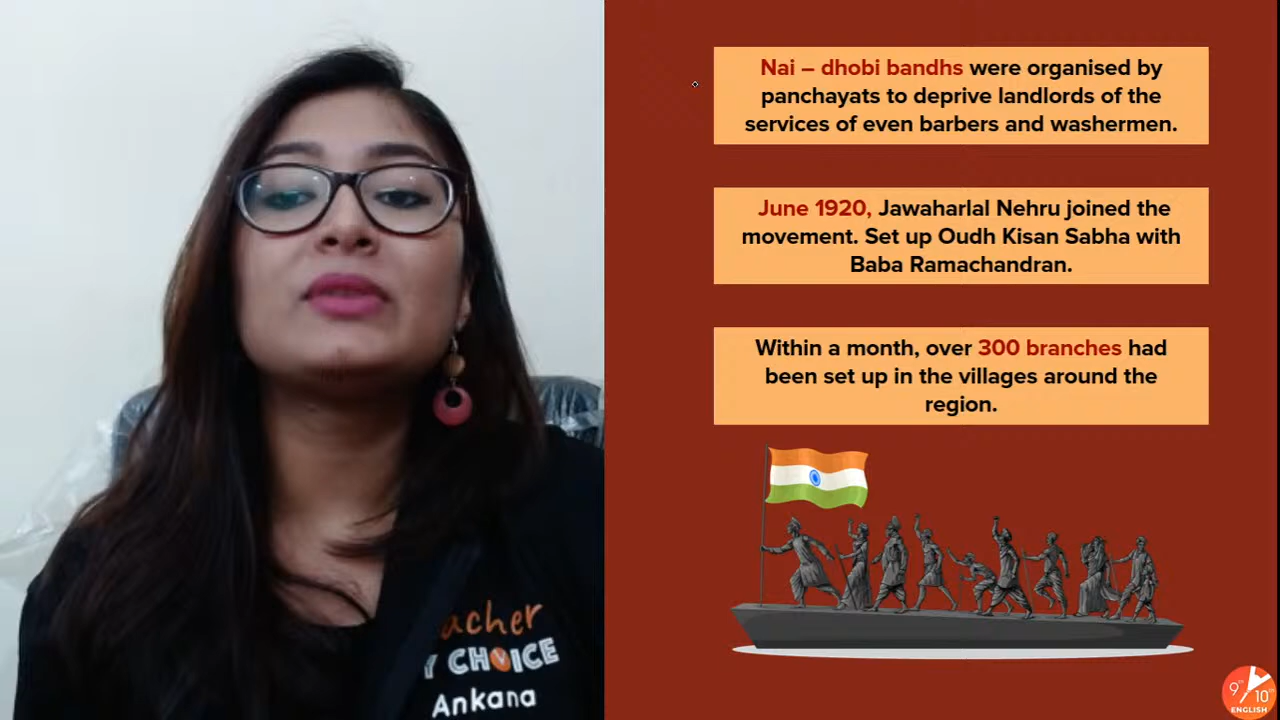 Nai – dhobi bandhs were organised by
panchayats to deprive landlords of the
services of even barbers and washermen.
June 1920, Jawaharlal Nehru joined the
movement. Set up Oudh Kisan Sabha with
Baba Ramachandran.
Within a month, over 300 branches had
been set up in the villages around the
region.
acher
Y CHOICE
Ankana
9th
10th
ENGLISH